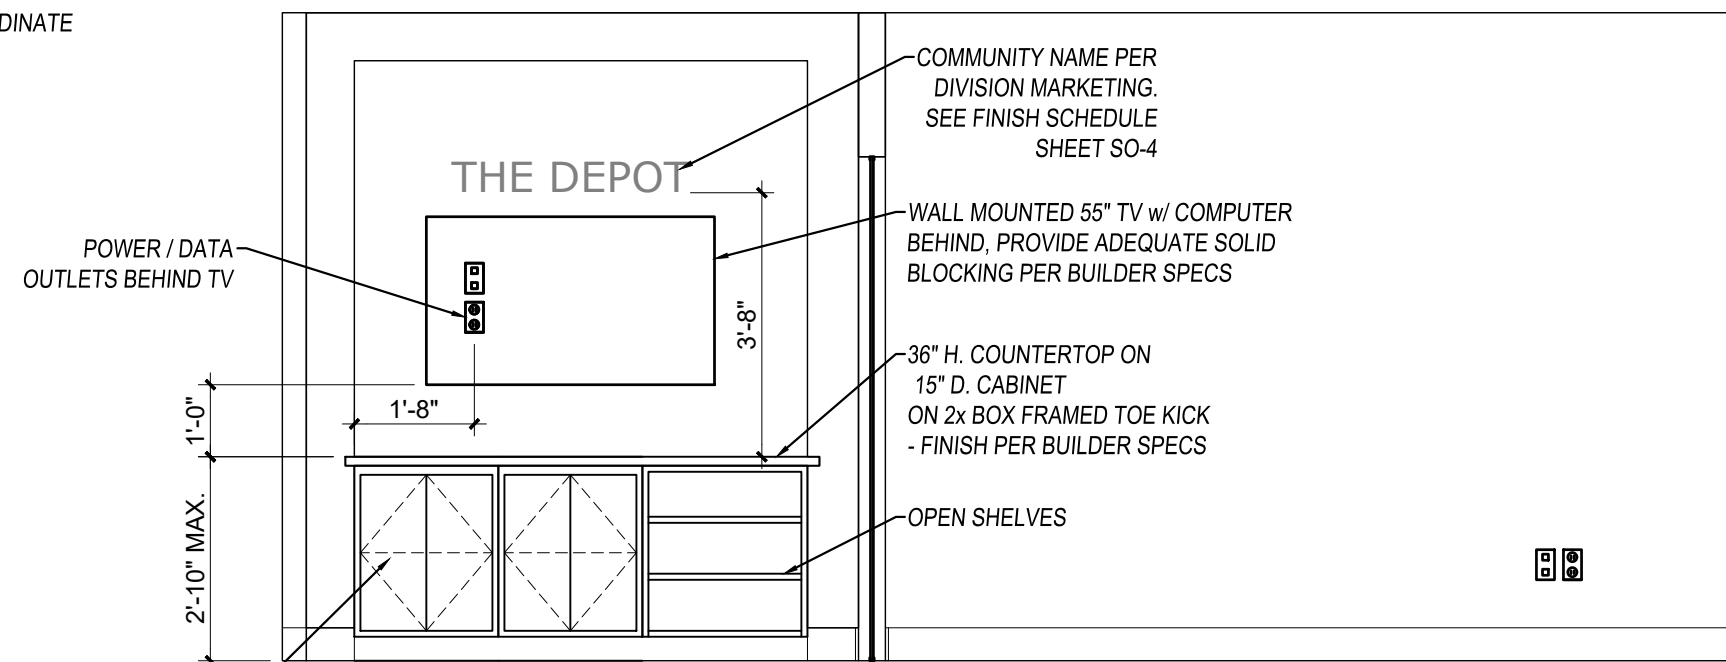 DINATE
COMMUNITY NAME PER
DIVISION MARKETING.
SEE FINISH SCHEDULE
SHEET SO-4
THE DEPOT
WALL MOUNTED 55" TV w/ COMPUTER
BEHIND, PROVIDE ADEQUATE SOLID
BLOCKING PER BUILDER SPECS
POWER / DATA
OUTLETS BEHIND TV
3'-8"
36" H. COUNTERTOP ON
15" D. CABINET
ON 2x BOX FRAMED TOE KICK
- FINISH PER BUILDER SPECS
1'-8"
1'-0"
OPEN SHELVES
2'-10" MAX.